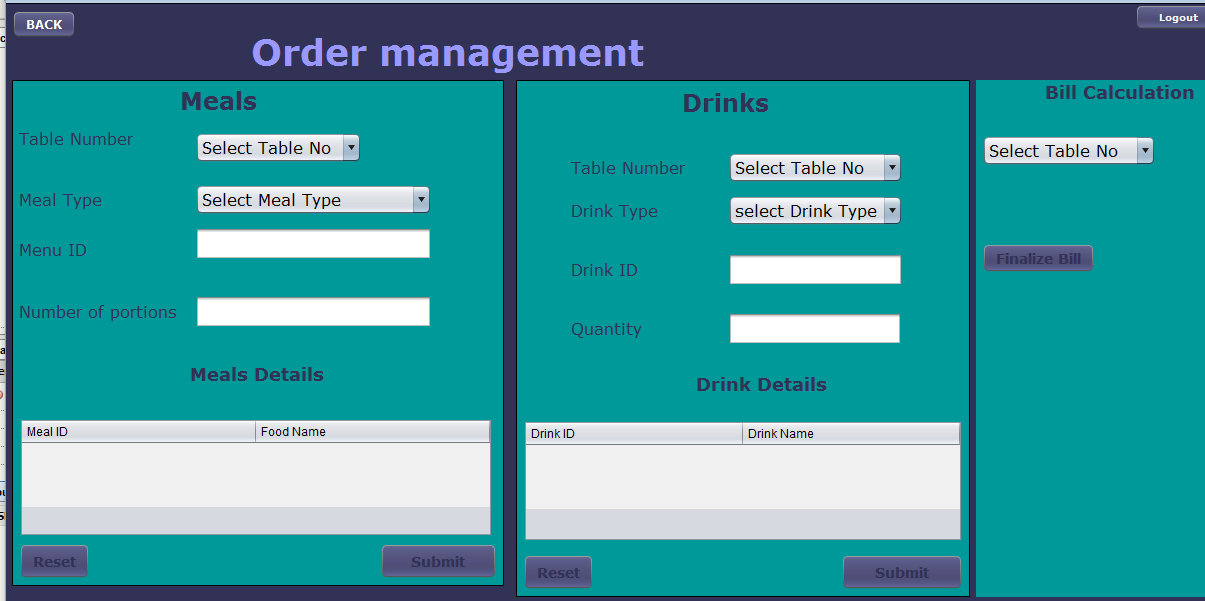 BACK
Logout
Order management
Meals
Table Number
Select Table No
Meal Type
Select Meal Type
Menu ID
Number of portions
Meals Details
Meal ID Food Name
Reset Submit
Drinks
Table Number
Select Table No
Drink Type
select Drink Type
Drink ID
Quantity
Drink Details
Drink ID Drink Name
Reset Submit
Bill Calculation
Select Table No
Finalize Bill